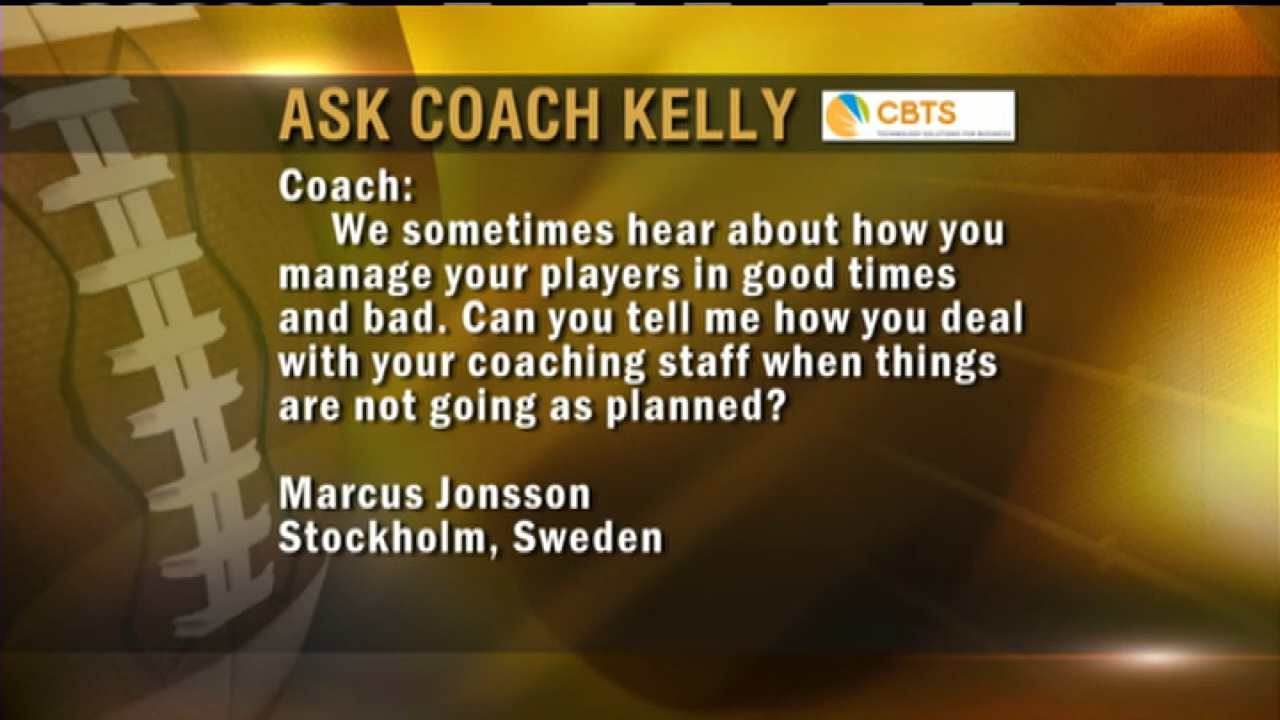 ASK COACH KELLY
CBTS
TECHNOLOGY SOLUTIONS FOR BUSINESS
Coach:
We sometimes hear about how you
manage your players in good times
and bad. Can you tell me how you deal
with your coaching staff when things
are not going as planned?
Marcus Jonsson
Stockholm, Sweden